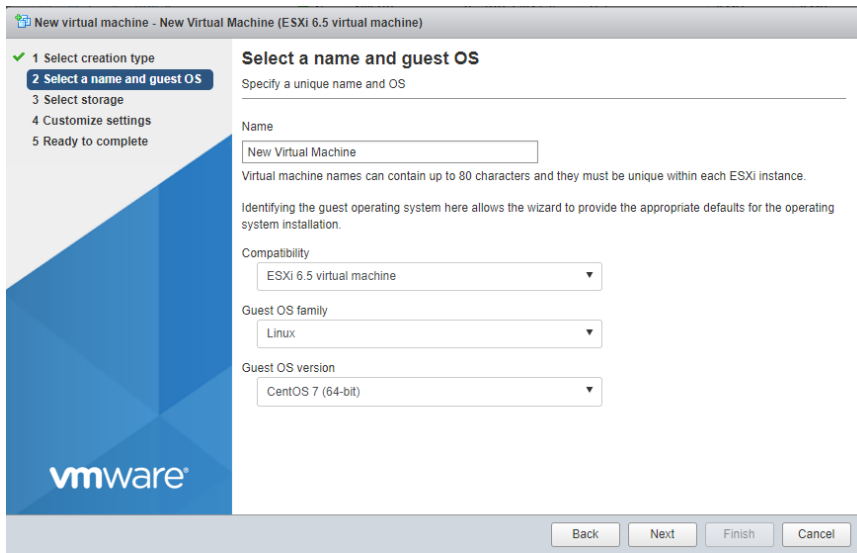 New virtual machine - New Virtual Machine (ESXi 6.5 virtual machine)
1 Select creation type
2 Select a name and guest OS
3 Select storage
4 Customize settings
5 Ready to complete
Select a name and guest OS
Specify a unique name and OS
Name
New Virtual Machine
Virtual machine names can contain up to 80 characters and they must be unique within each ESXi instance.
Identifying the guest operating system here allows the wizard to provide the appropriate defaults for the operating
system installation.
Compatibility
ESXi 6.5 virtual machine
Guest OS family
Linux
Guest OS version
CentOS 7 (64-bit)
vmware®
Back
Next
Finish
Cancel